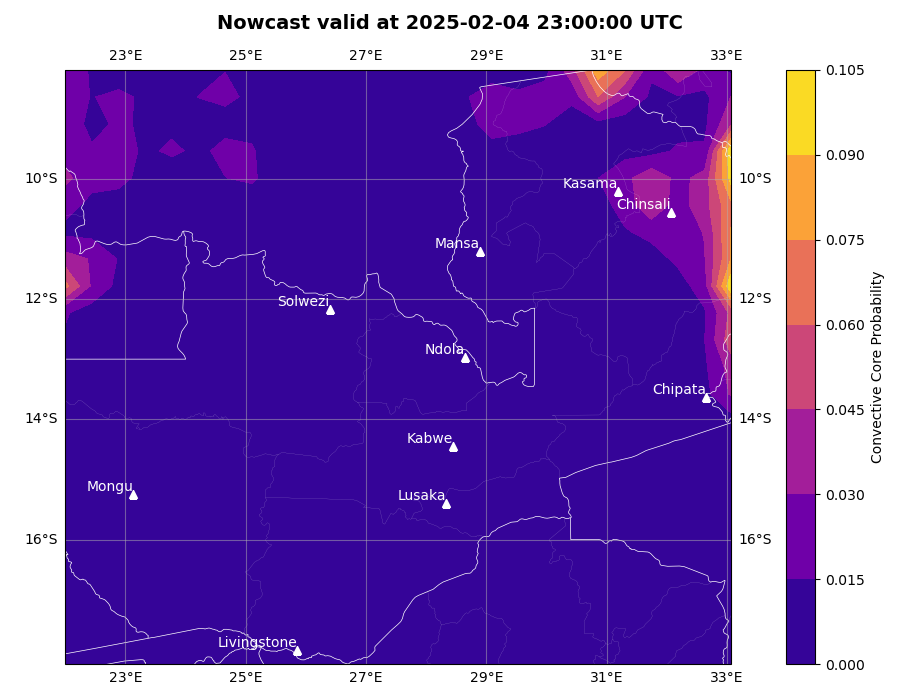 Nowcast valid at 2025-02-04 23:00:00 UTC
23°E 25°E 27°E 29°E 31°E 33°E
0.105
0.090
10°S Kasama 10°S
Chinsali
0.075
Mansa
12°S 12°S
Solwezi
0.060
Ndola
Chipata
0.045
14°S 14°S
Kabwe
Mongu
Lusaka
0.030
16°S 16°S
0.015
Livingstone
0.000
23°E 25°E 27°E 29°E 31°E 33°E
Convective Core Probability